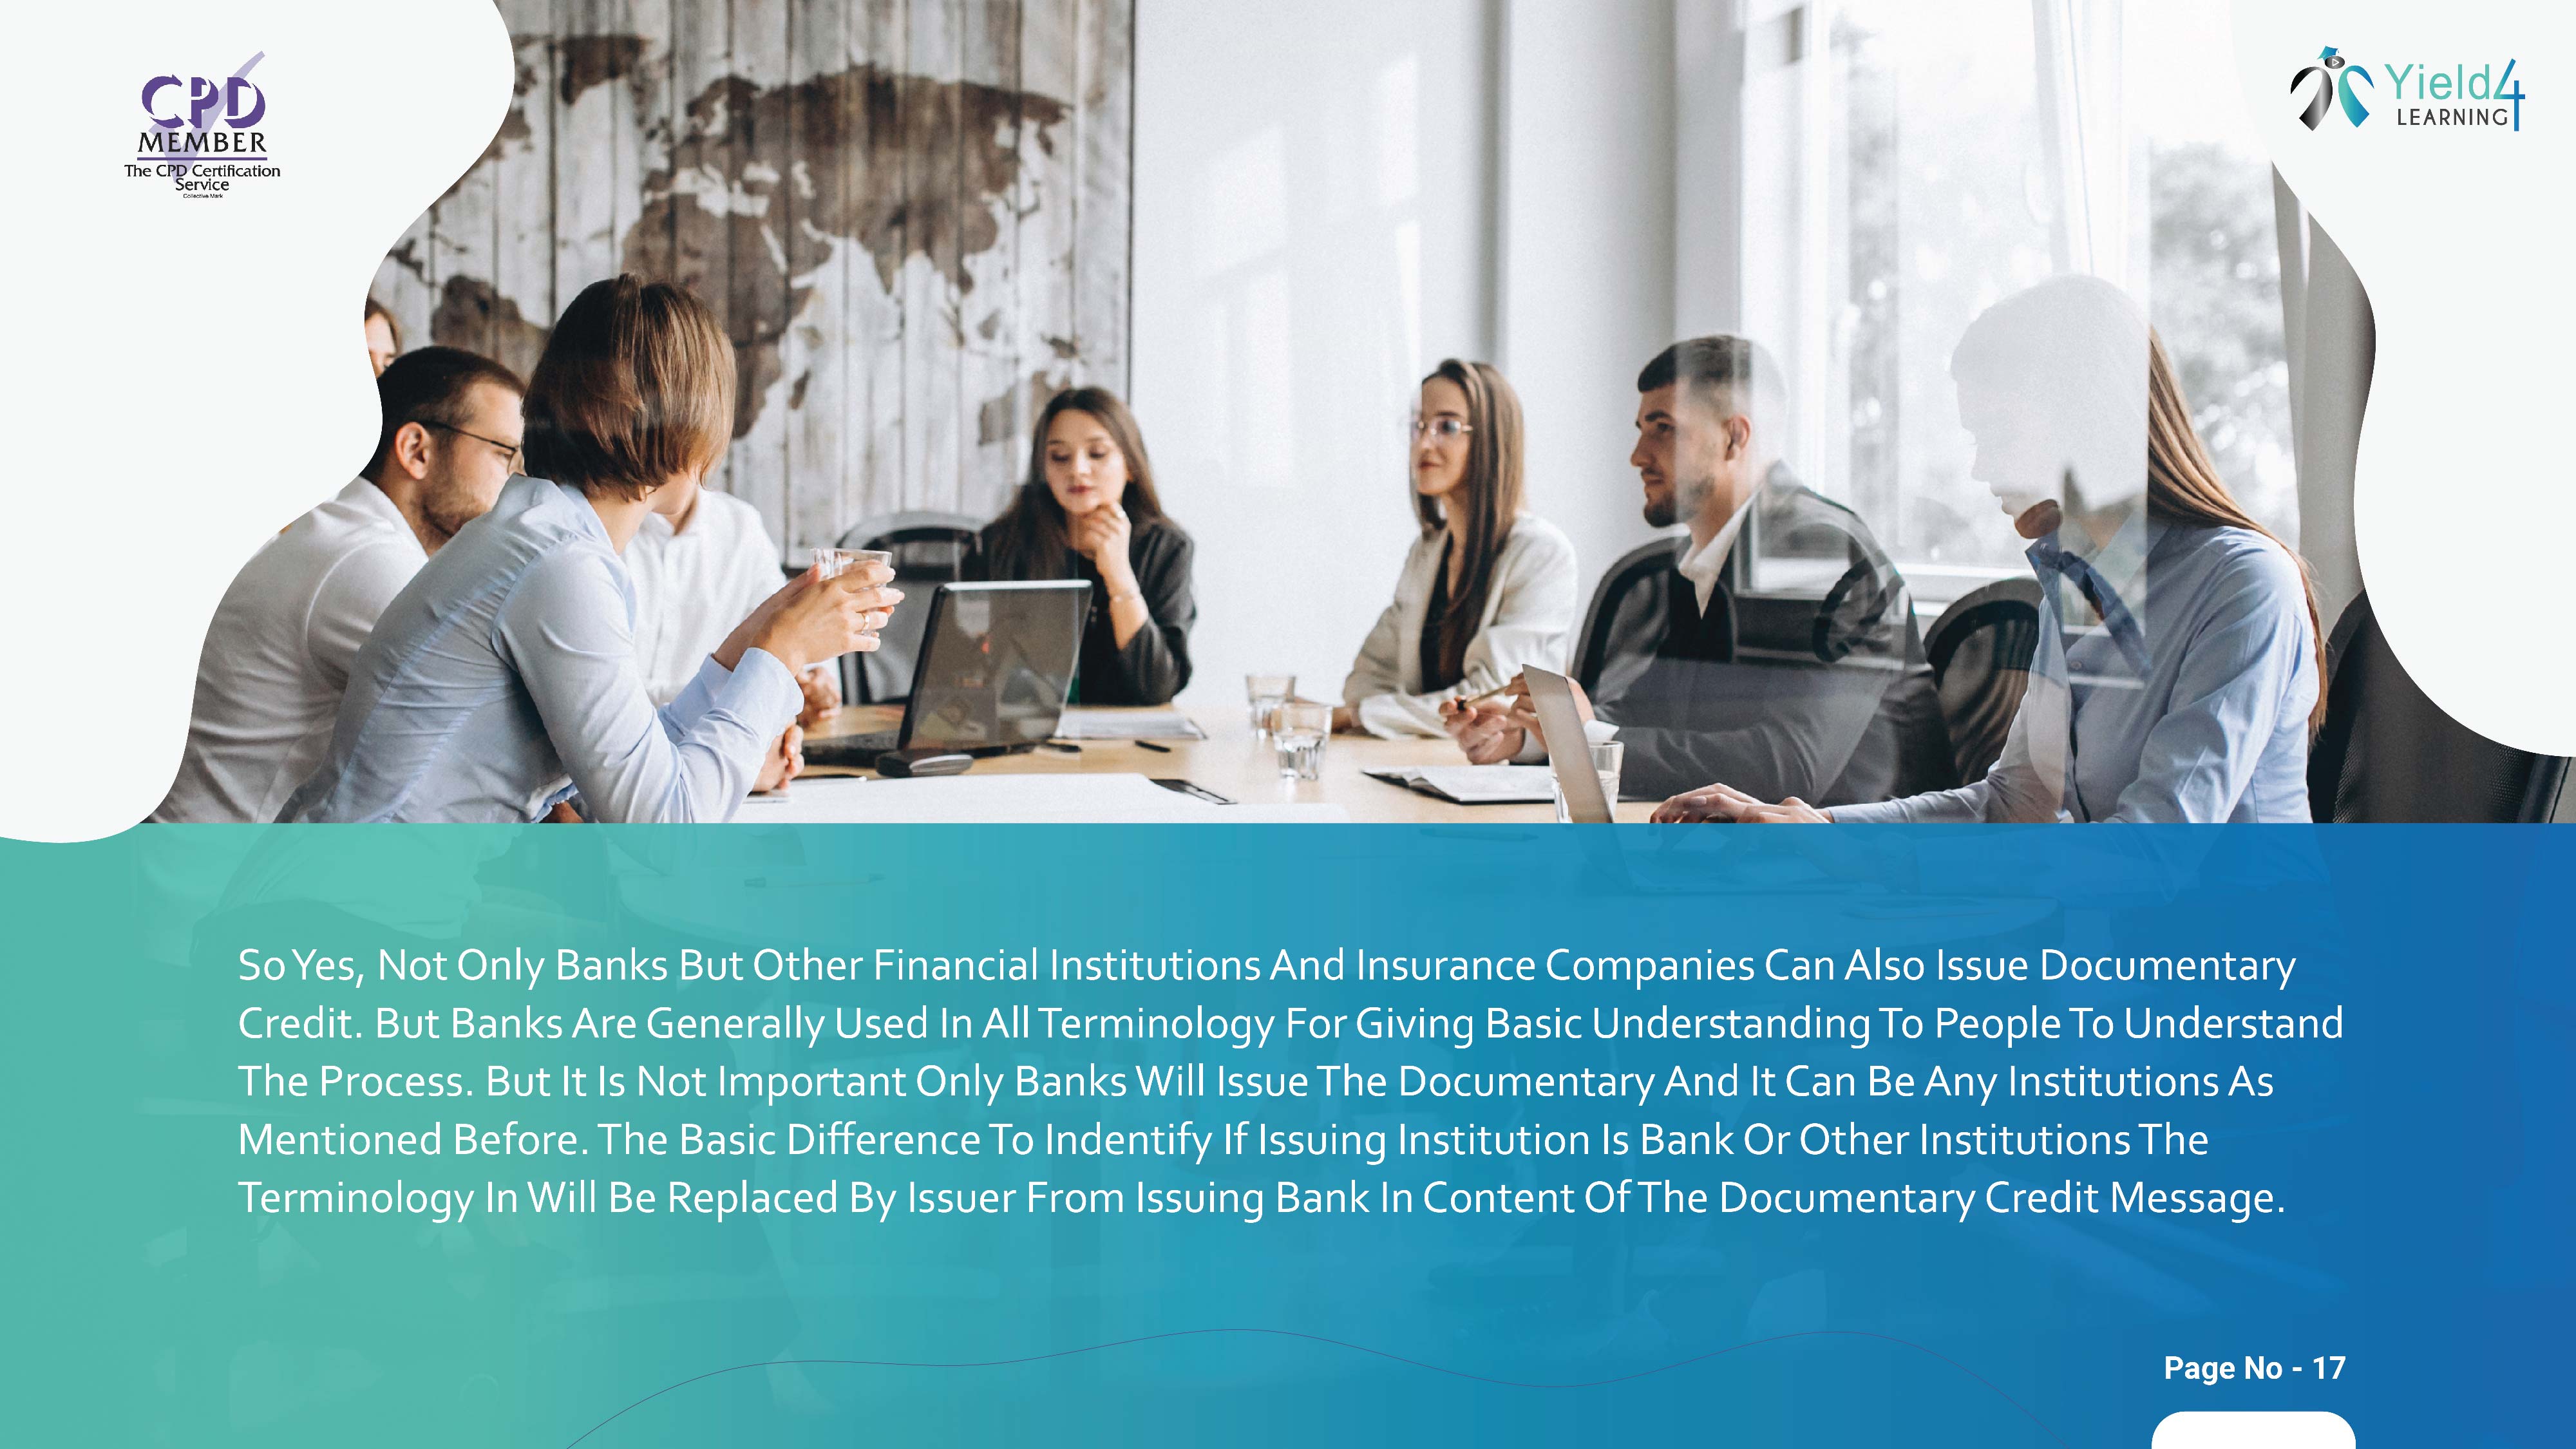 CPD
MEMBER
The CPD Certification
Service
Collective Mark
Yield4
LEARNING
So Yes, Not Only Banks But Other Financial Institutions And Insurance Companies Can Also Issue Documentary
Credit. But Banks Are Generally Used In All Terminology For Giving Basic Understanding To People To Understand
The Process. But It Is Not Important Only Banks Will Issue The Documentary And It Can Be Any Institutions As
Mentioned Before. The Basic Difference To Indentify If Issuing Institution Is Bank Or Other Institutions The
Terminology In Will Be Replaced By Issuer From Issuing Bank In Content Of The Documentary Credit Message.
Page No - 17